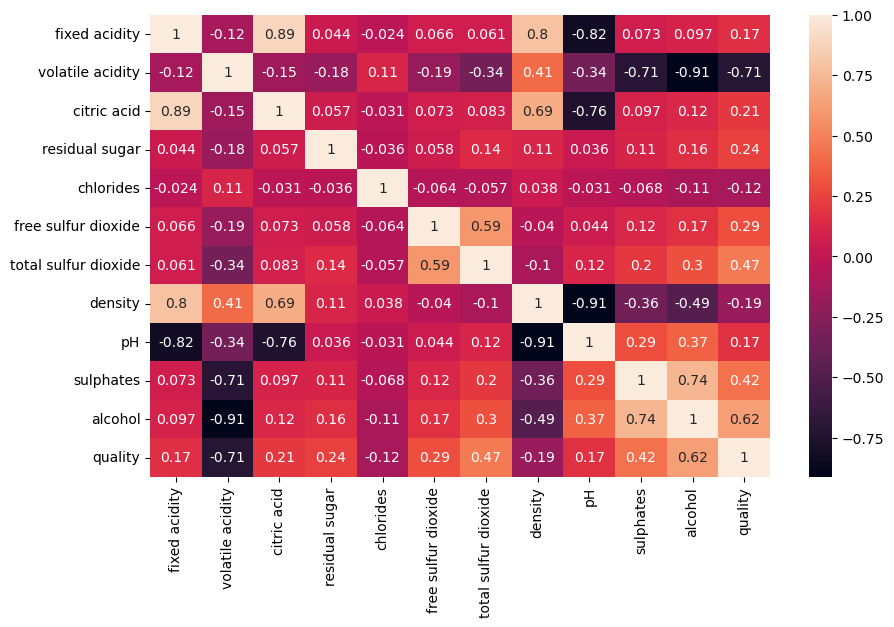 fixed acidity 1 -0.12 0.89 0.044 -0.024 0.066 0.061 0.8 -0.82 0.073 0.097 0.17
volatile acidity -0.12 1 -0.15 -0.18 0.11 -0.19 -0.34 0.41 -0.34 -0.71 -0.91 -0.71
citric acid 0.89 -0.15 1 0.057 -0.031 0.073 0.083 0.69 -0.76 0.097 0.12 0.21
residual sugar 0.044 -0.18 0.057 1 -0.036 0.058 0.14 0.11 0.036 0.11 0.16 0.24
chlorides -0.024 0.11 -0.031 -0.036 1 -0.064 -0.057 0.038 -0.031 -0.068 -0.11 -0.12
free sulfur dioxide 0.066 -0.19 0.073 0.058 -0.064 1 0.59 -0.04 0.044 0.12 0.17 0.29
total sulfur dioxide 0.061 -0.34 0.083 0.14 -0.057 0.59 1 -0.1 0.12 0.2 0.3 0.47
density 0.8 0.41 0.69 0.11 0.038 -0.04 -0.1 1 -0.91 -0.36 -0.49 -0.19
pH -0.82 -0.34 -0.76 0.036 -0.031 0.044 0.12 -0.91 1 0.29 0.37 0.17
sulphates 0.073 -0.71 0.097 0.11 -0.068 0.12 0.2 -0.36 0.29 1 0.74 0.42
alcohol 0.097 -0.91 0.12 0.16 -0.11 0.17 0.3 -0.49 0.37 0.74 1 0.62
quality 0.17 -0.71 0.21 0.24 -0.12 0.29 0.47 -0.19 0.17 0.42 0.62 1
fixed acidity
volatile acidity
citric acid
residual sugar
chlorides
free sulfur dioxide
total sulfur dioxide
density
pH
sulphates
alcohol
quality
1.00
0.75
0.50
0.25
0.00
−0.25
−0.50
−0.75